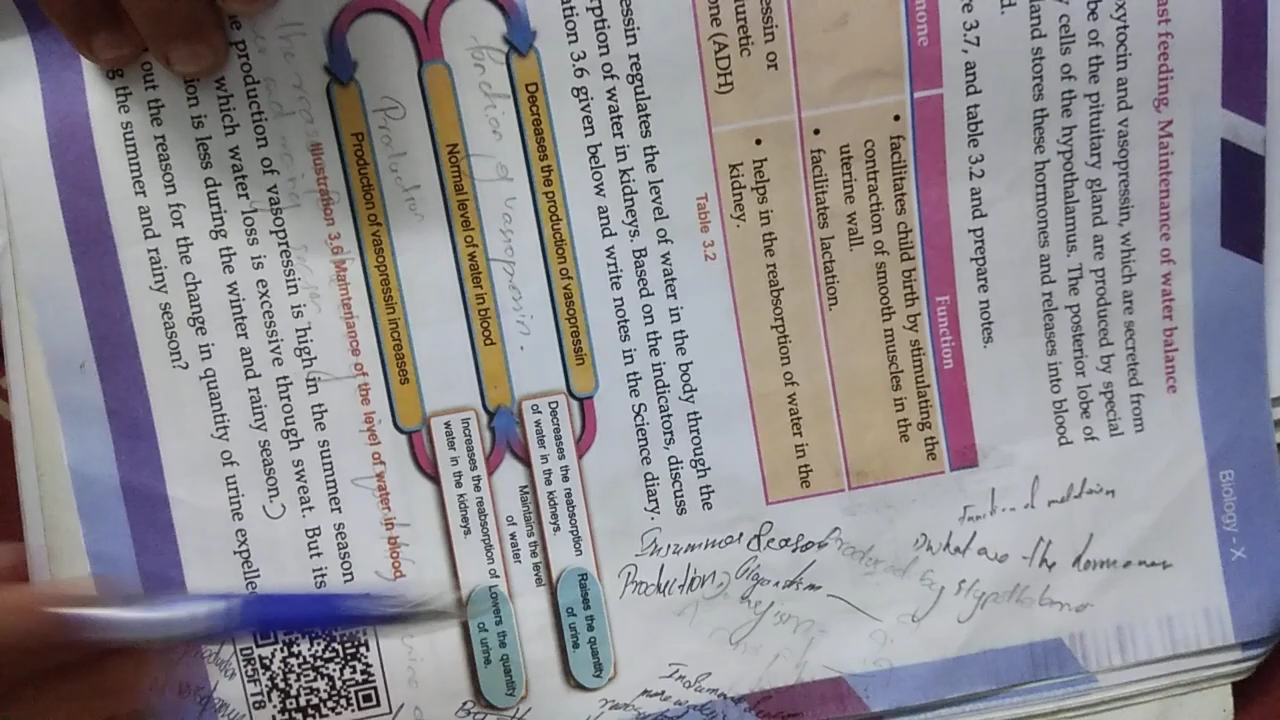 Biology - X
ast feeding, Maintenance of water balance
xytocin and vasopressin, which are secreted from
be of the pituitary gland are produced by special
cells of the hypothalamus. The posterior lobe of
land stores these hormones and releases into blood
d.
e 3.7, and table 3.2 and prepare notes.
mone
Function
• facilitates child birth by stimulating the
contraction of smooth muscles in the
uterine wall.
• facilitates lactation.
essin or
iuretic
one (ADH)
• helps in the reabsorption of water in the
kidney.
Table 3.2
essin regulates the level of water in the body through the
rption of water in kidneys. Based on the indicators, discuss
ation 3.6 given below and write notes in the Science diary.
Decreases the production of vasopressin
Decreases the reabsorption
of water in the kidneys.
Raises the quantity
of urine.
Normal level of water in blood
Maintains the level
of water
Production of vasopressin increases
Increases the reabsorption of
water in the kidneys.
Lowers the quantity
of urine.
Illustration 3.6 Maintenance of the level of water in blood
e production of vasopressin is high in the summer season
which water loss is excessive through sweat. But its
ion is less during the winter and rainy season.
out the reason for the change in quantity of urine expelle
g the summer and rainy season?
DR5FT8
Function of
what are the
Produced by
Production
of vasopressin.
Production